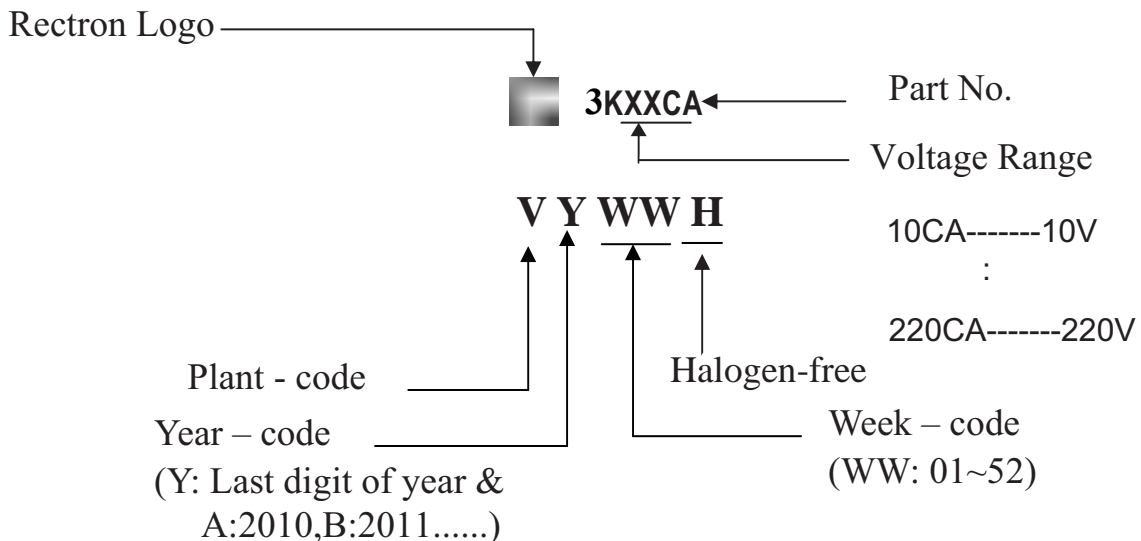 Rectron Logo
3KXXCA
Part No.
Voltage Range
V Y WW H
10CA-------10V
:
220CA-------220V
Plant - code
Halogen-free
Year – code
Week – code
(Y: Last digit of year &
(WW: 01~52)
A:2010,B:2011......)